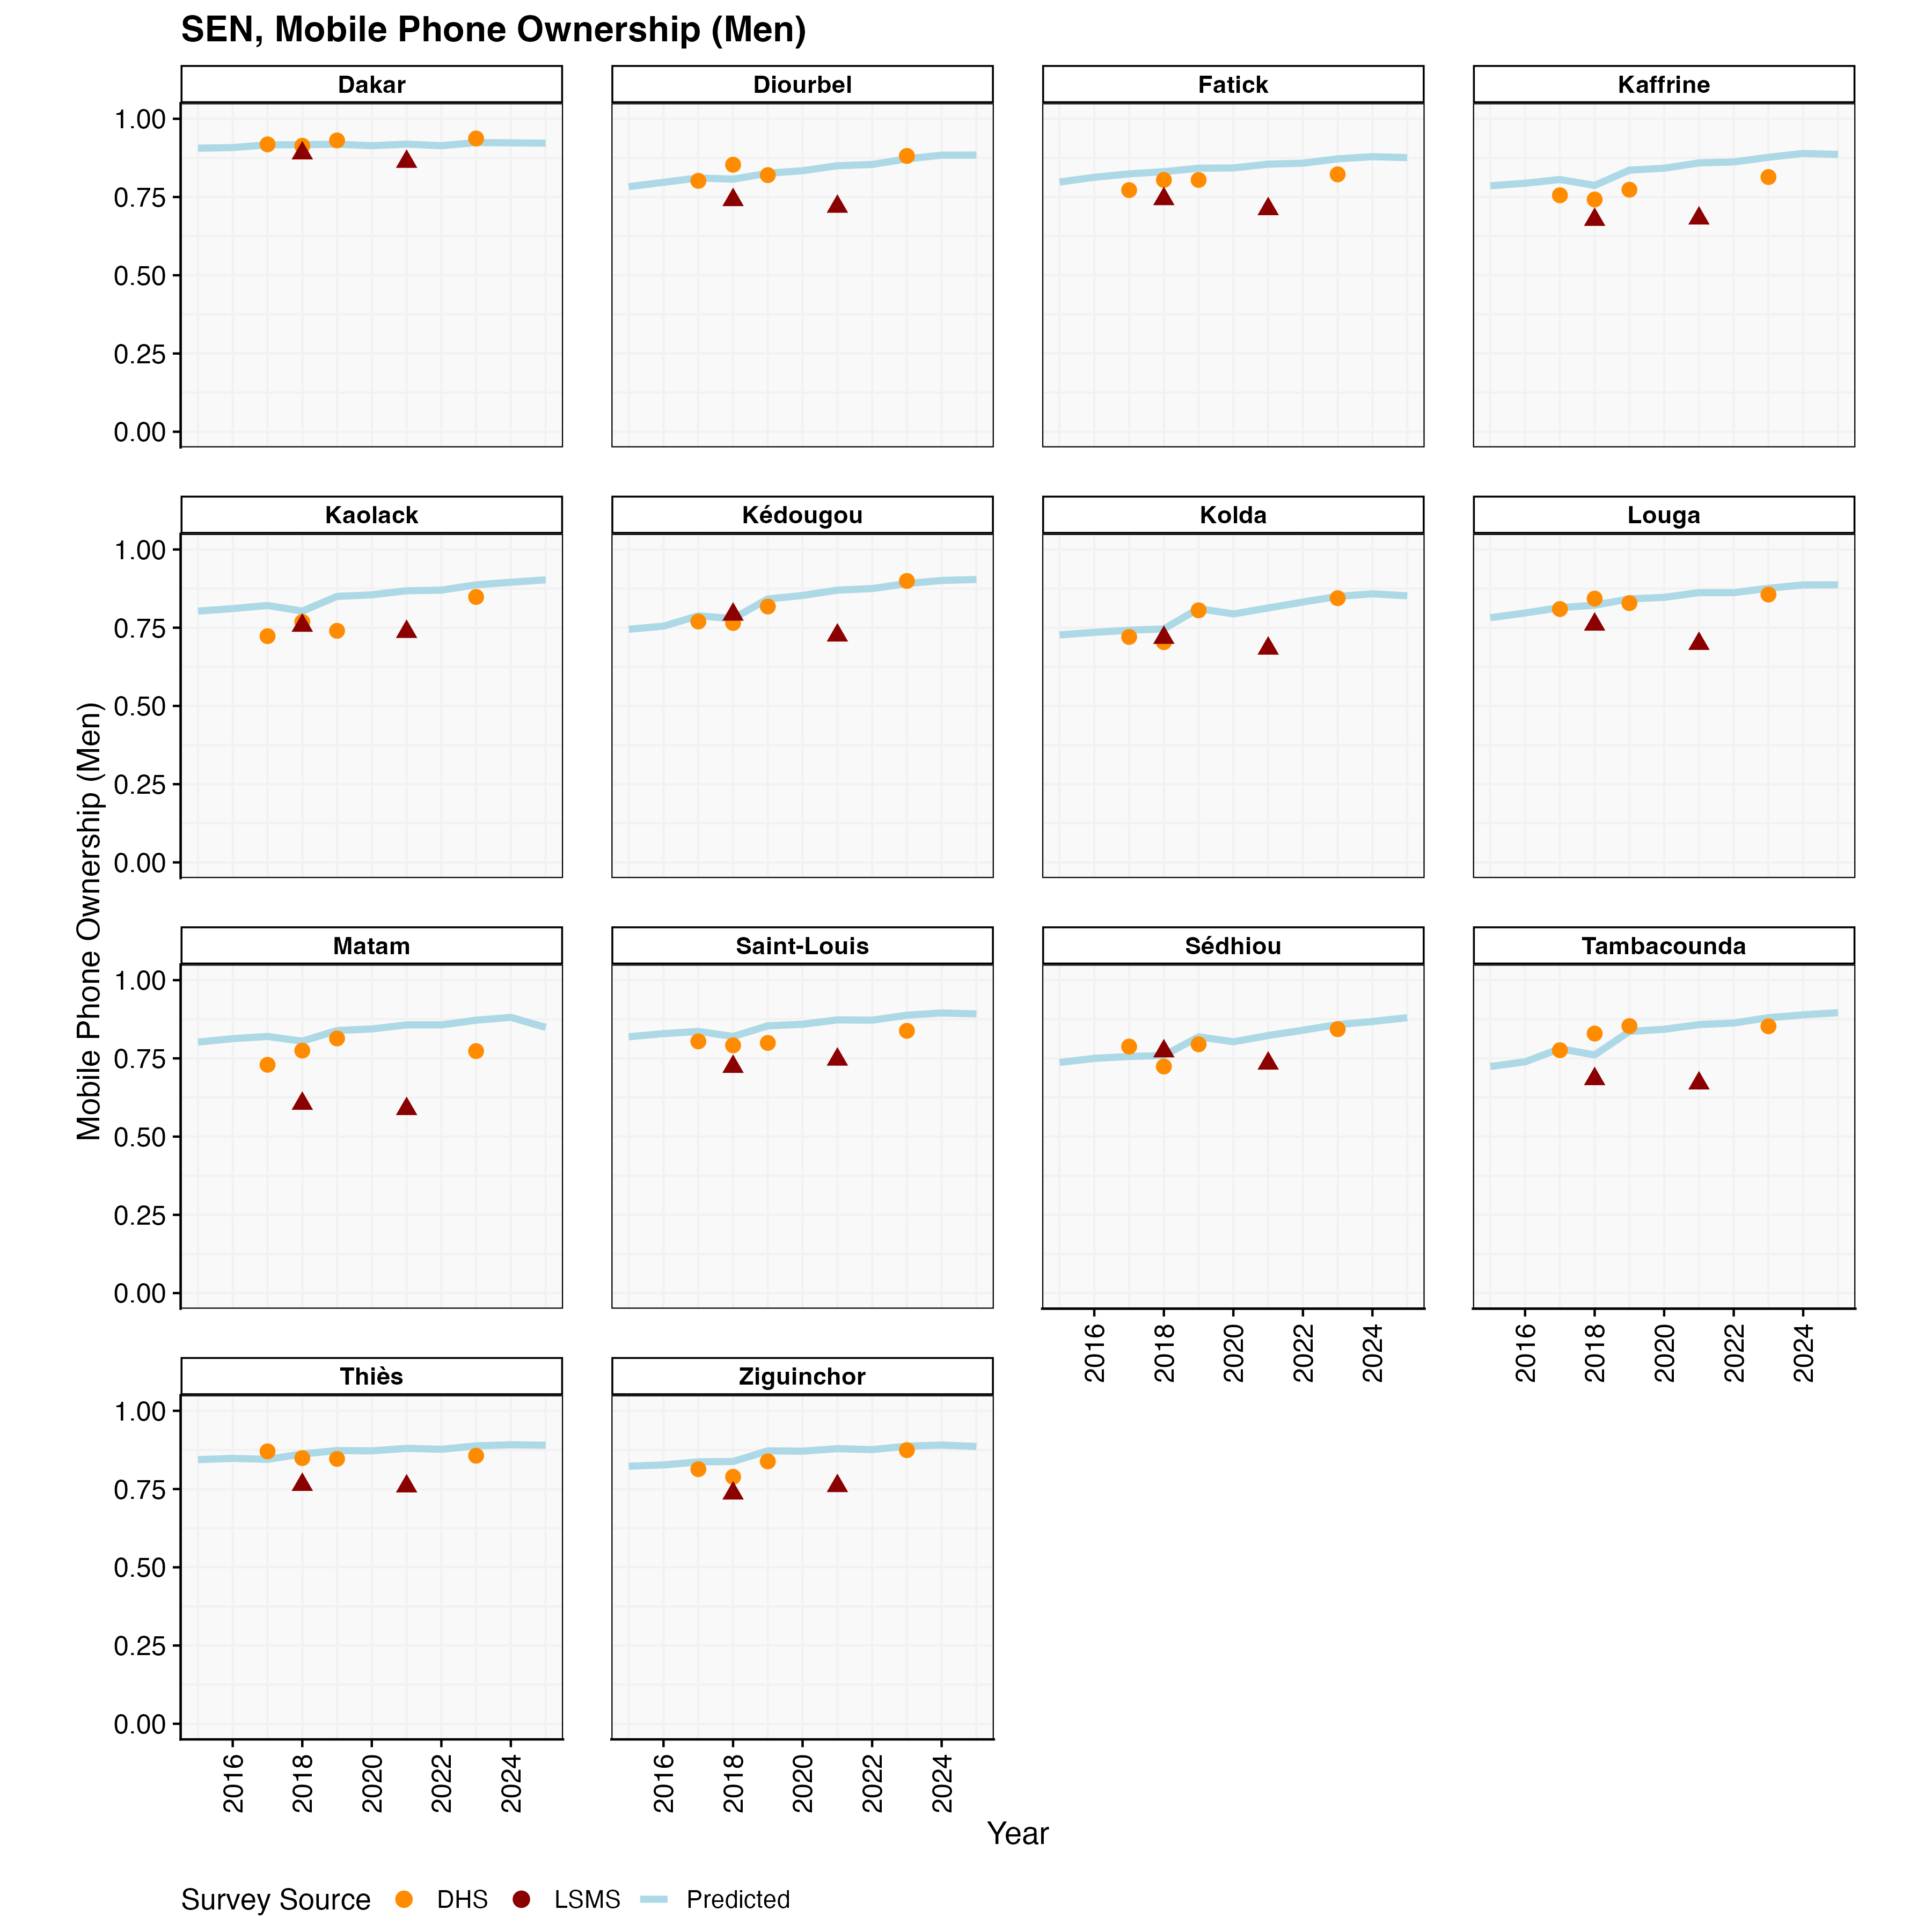 SEN, Mobile Phone Ownership (Men)
Dakar
Diourbel
Fatick
Kaffrine
1.00
0.75
0.50
0.25
0.00
Kaolack
Kédougou
Kolda
Louga
1.00
0.75
0.50
0.25
0.00
Mobile Phone Ownership (Men)
Matam
Saint-Louis
Sédhiou
Tambacounda
1.00
0.75
0.50
0.25
0.00
2016 2018 2020 2022 2024
2016 2018 2020 2022 2024
Thiès
Ziguinchor
1.00
0.75
0.50
0.25
0.00
2016 2018 2020 2022 2024
2016 2018 2020 2022 2024
Year
Survey Source DHS LSMS Predicted